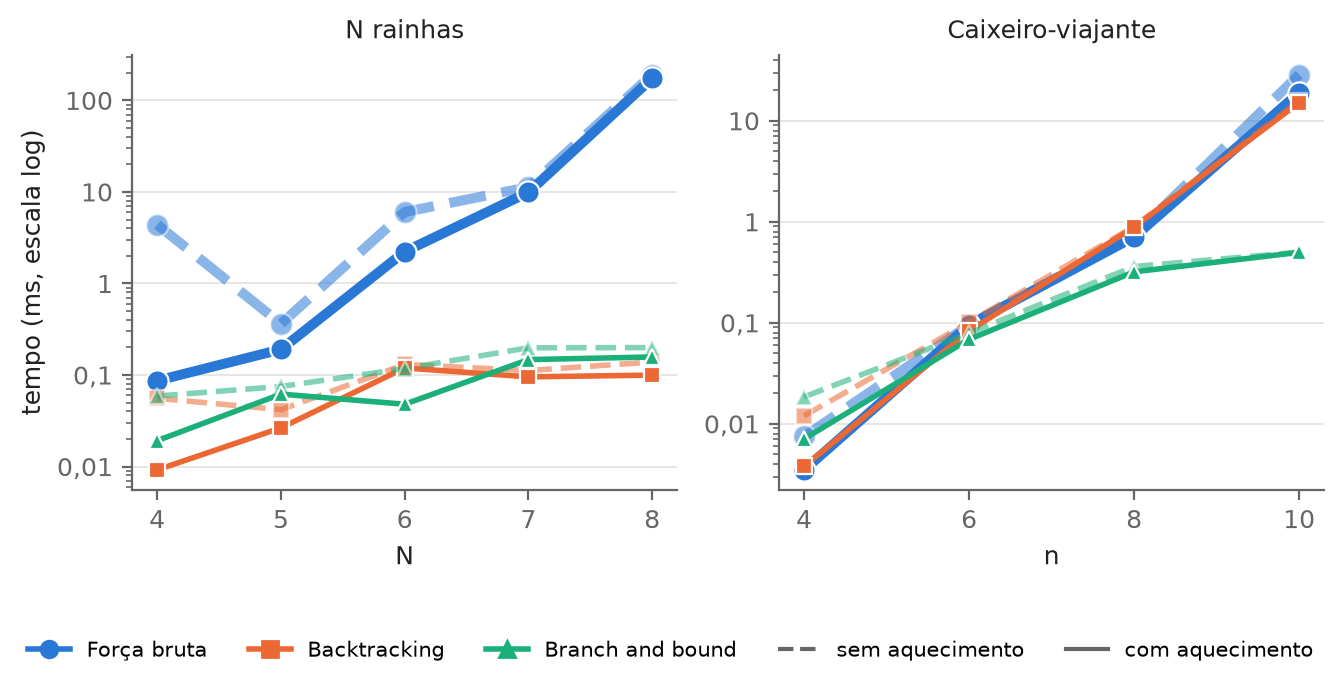 N rainhas
Caixeiro-viajante
tempo (ms, escala log)
100
10
1
0,1
0,01
4 5 6 7 8
N
10
1
0,1
0,01
4 6 8 10
n
Força bruta
Backtracking
Branch and bound
sem aquecimento
com aquecimento